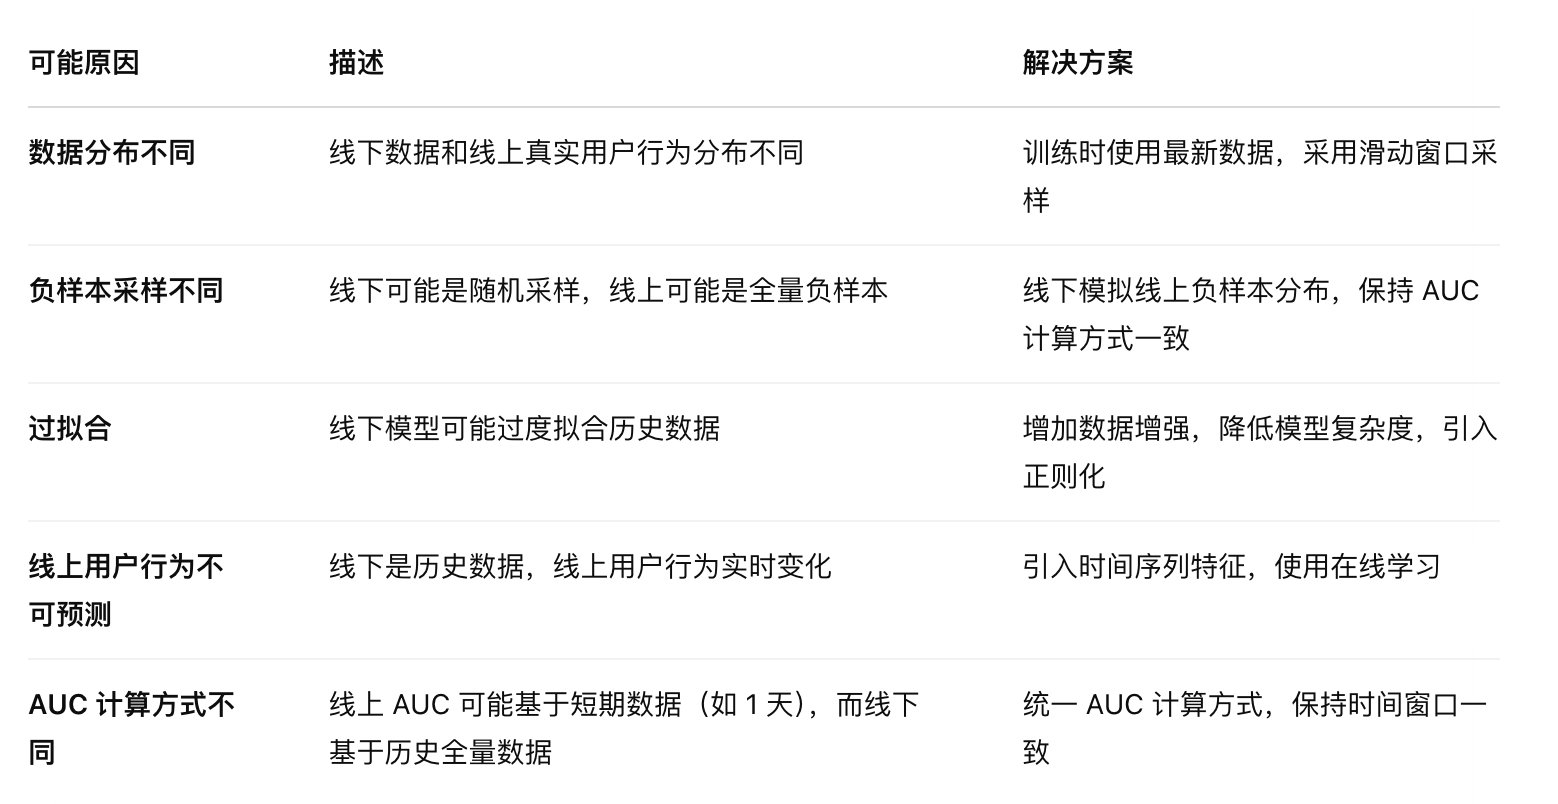 可能原因 描述 解决方案
数据分布不同 线下数据和线上真实用户行为分布不同 训练时使用最新数据，采用滑动窗口采
样
负样本采样不同 线下可能是随机采样，线上可能是全量负样本 线下模拟线上负样本分布，保持 AUC
计算方式一致
过拟合 线下模型可能过度拟合历史数据 增加数据增强，降低模型复杂度，引入
正则化
线上用户行为不 线下是历史数据，线上用户行为实时变化 引入时间序列特征，使用在线学习
可预测
AUC 计算方式不 线上 AUC 可能基于短期数据（如 1 天），而线下 统一 AUC 计算方式，保持时间窗口一
同 基于历史全量数据 致